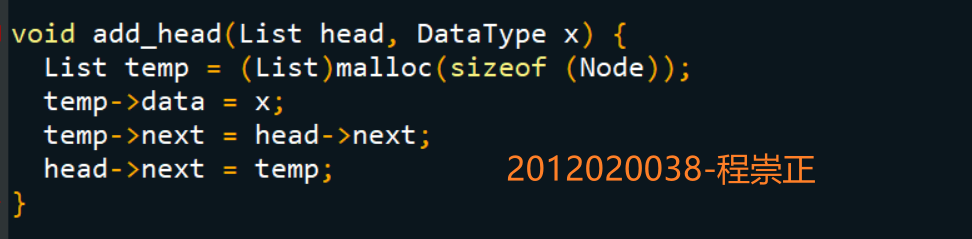 void add_head(List head, DataType x) {
List temp = (List)malloc(sizeof (Node));
temp->data = x;
temp->next = head->next;
head->next = temp;
2012020038-程崇正
}